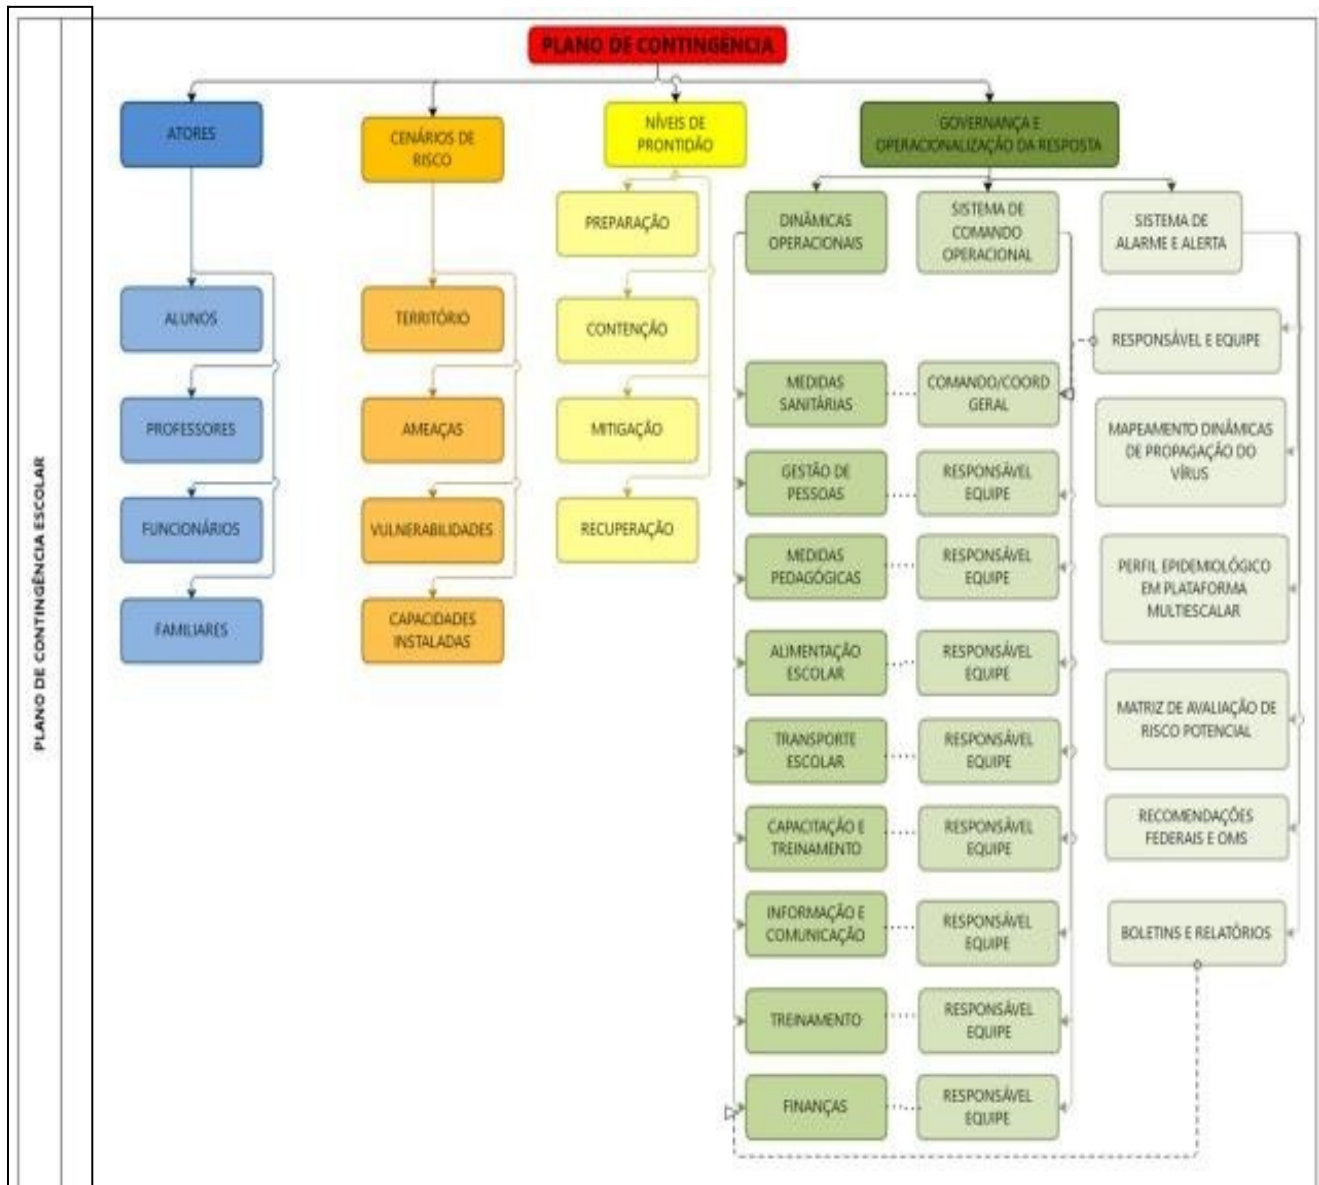 PLANO DE CONTINGÊNCIA
PLANO DE CONTINGÊNCIA ESCOLAR
ATORES
ALUNOS
PROFESSORES
FUNCIONÁRIOS
FAMILIARES
CENÁRIOS DE
RISCO
TERRITÓRIO
AMEAÇAS
VULNERABILIDADES
CAPACIDADES
INSTALADAS
NÍVEIS DE
PRONTIDÃO
PREPARAÇÃO
CONTENÇÃO
MITIGAÇÃO
RECUPERAÇÃO
GOVERNANÇA E
OPERACIONALIZAÇÃO DA RESPOSTA
DINÂMICAS
OPERACIONAIS
MEDIDAS
SANITÁRIAS
GESTÃO DE
PESSOAS
MEDIDAS
PEDAGÓGICAS
ALIMENTAÇÃO
ESCOLAR
TRANSPORTE
ESCOLAR
CAPACITAÇÃO E
TREINAMENTO
INFORMAÇÃO E
COMUNICAÇÃO
TREINAMENTO
FINANÇAS
SISTEMA DE
COMANDO
OPERACIONAL
COMANDO/COORD
GERAL
RESPONSÁVEL
EQUIPE
RESPONSÁVEL
EQUIPE
RESPONSÁVEL
EQUIPE
RESPONSÁVEL
EQUIPE
RESPONSÁVEL
EQUIPE
RESPONSÁVEL
EQUIPE
RESPONSÁVEL
EQUIPE
RESPONSÁVEL
EQUIPE
SISTEMA DE
ALARME E ALERTA
RESPONSÁVEL E EQUIPE
MAPEAMENTO DINÂMICAS
DE PROPAGAÇÃO DO
VÍRUS
PERFIL EPIDEMIOLÓGICO
EM PLATAFORMA
MULTIESCALAR
MATRIZ DE AVALIAÇÃO DE
RISCO POTENCIAL
RECOMENDAÇÕES
FEDERAIS E OMS
BOLETINS E RELATÓRIOS